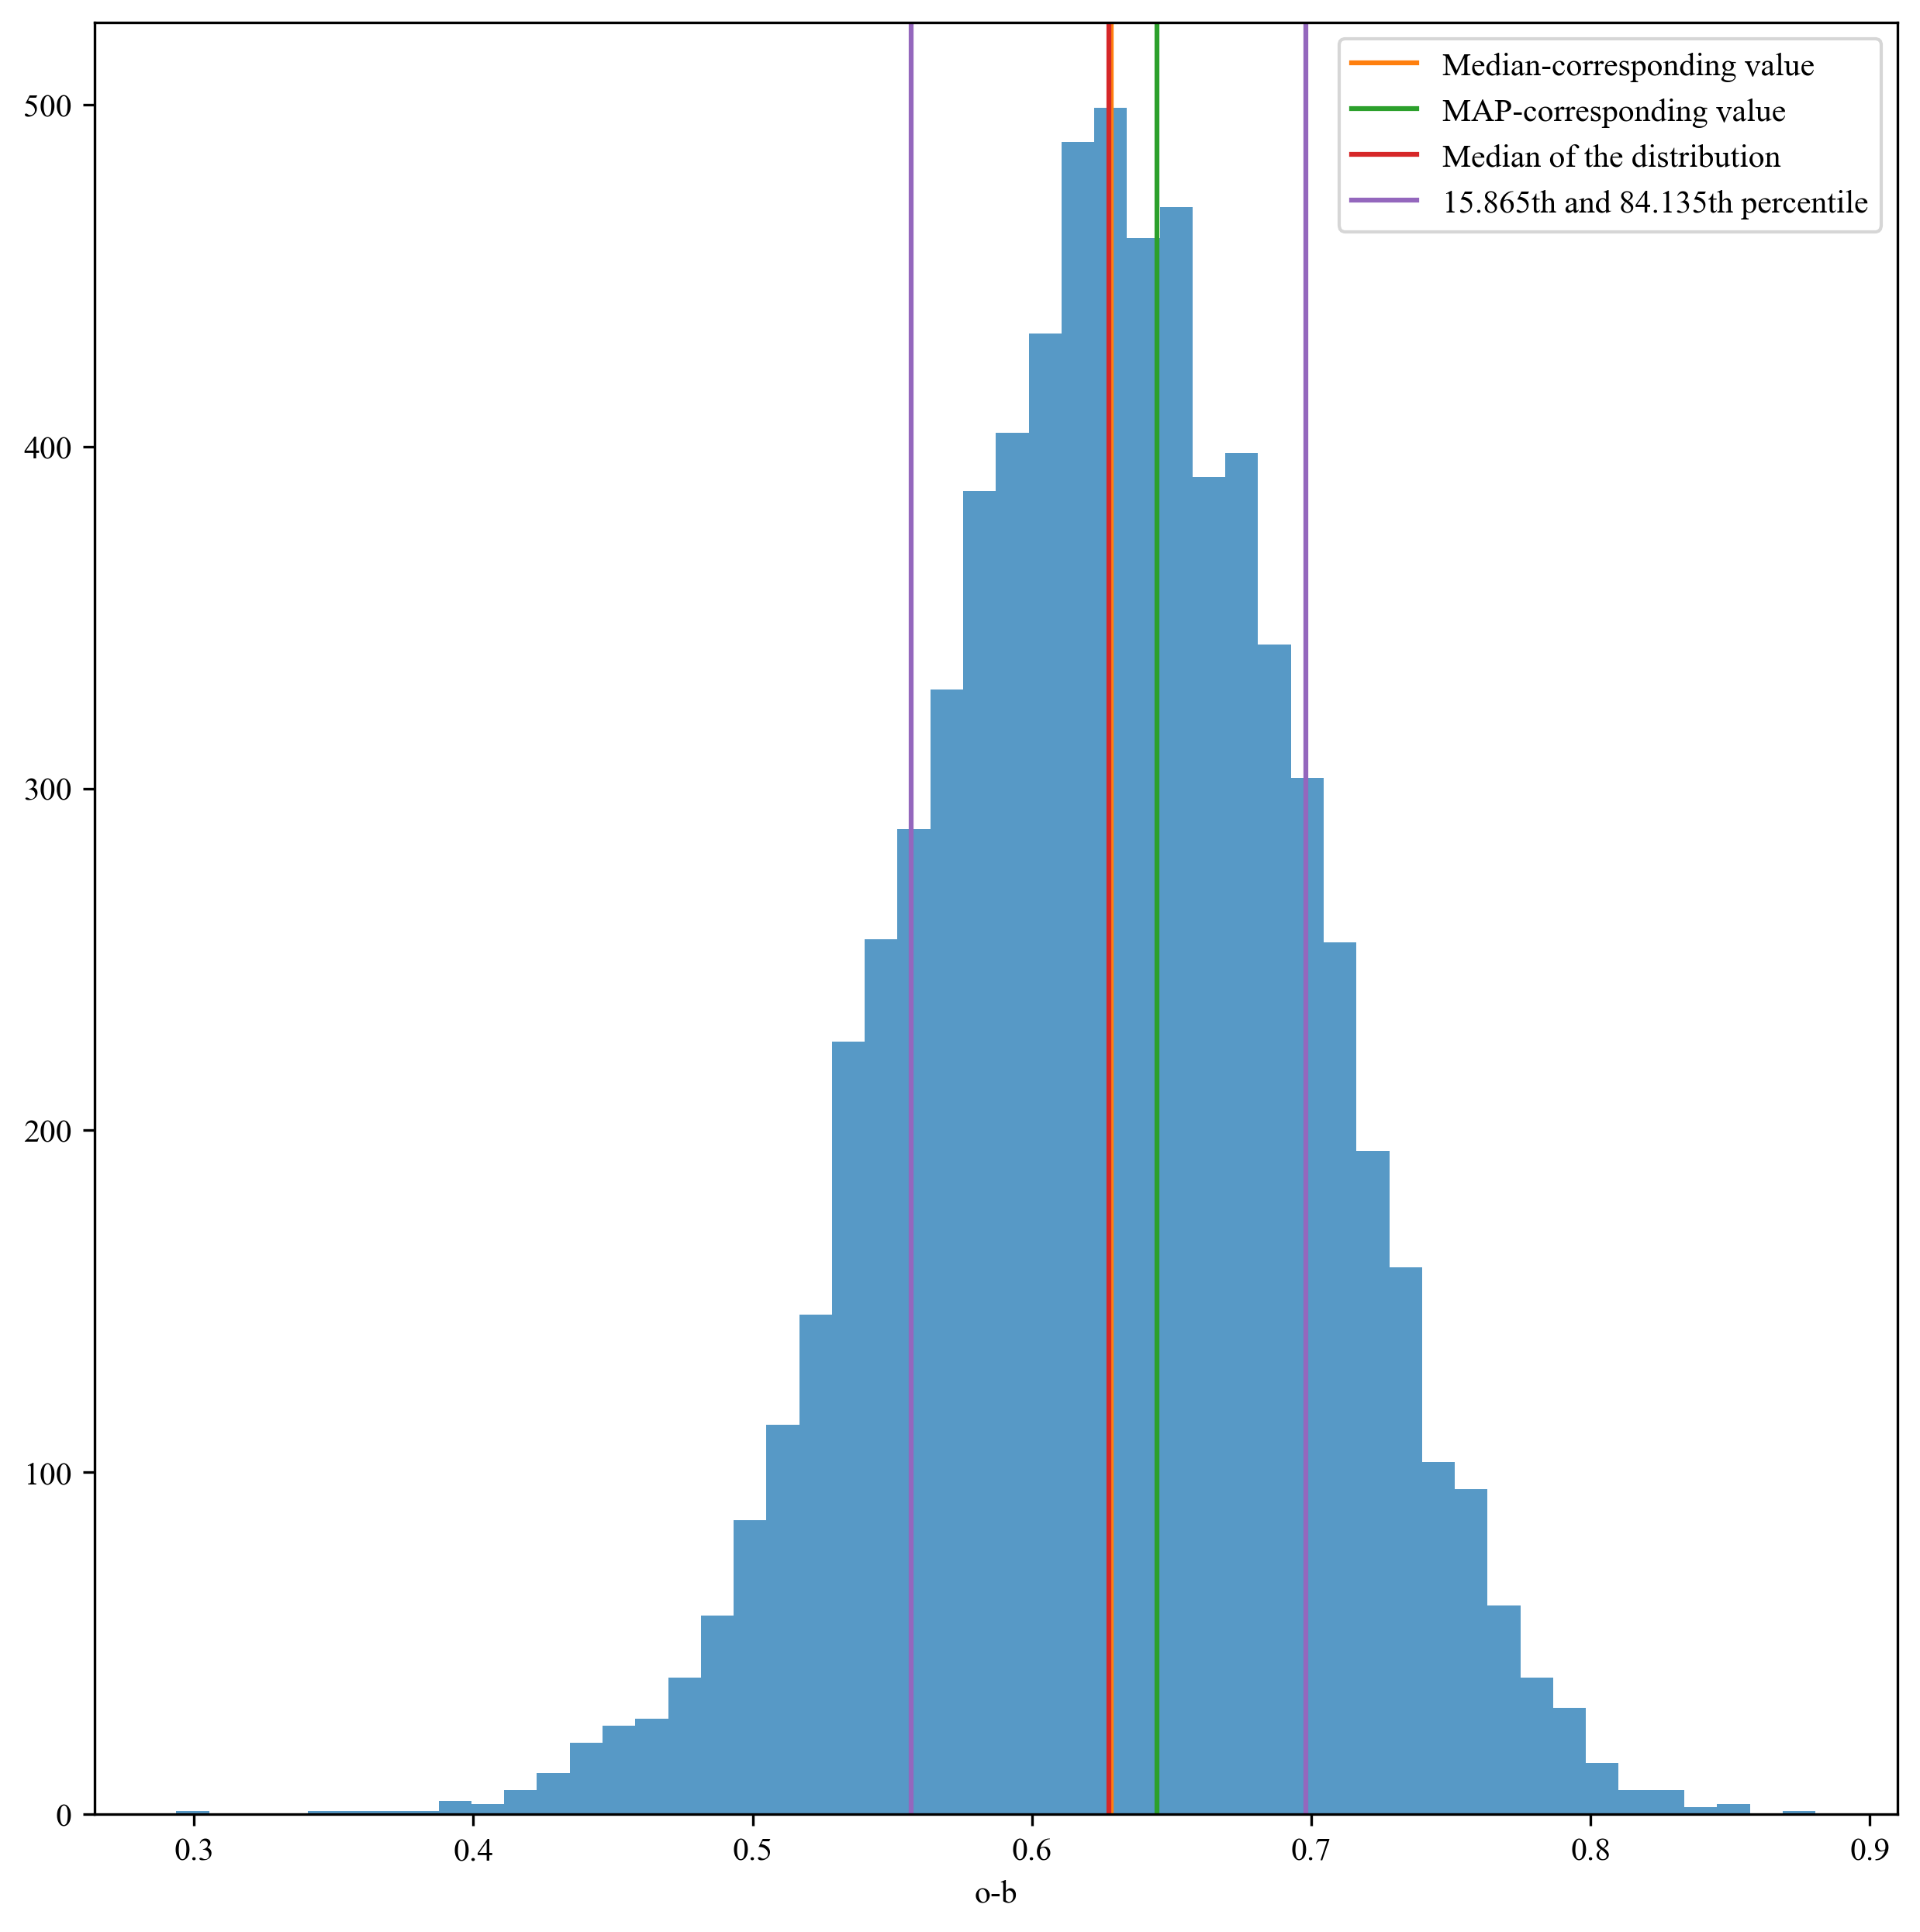 Median-corresponding value
MAP-corresponding value
Median of the distribution
15.865th and 84.135th percentile
500
400
300
200
100
0
0.3 0.4 0.5 0.6 0.7 0.8 0.9
o-b